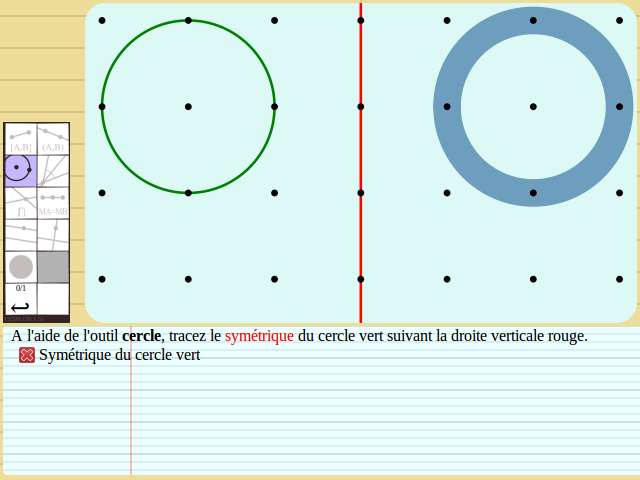 [A,B] (A,B)
⋂ MA=MB
0/1
A l'aide de l'outil cercle, tracez le symétrique du cercle vert suivant la droite verticale rouge.
Symétrique du cercle vert